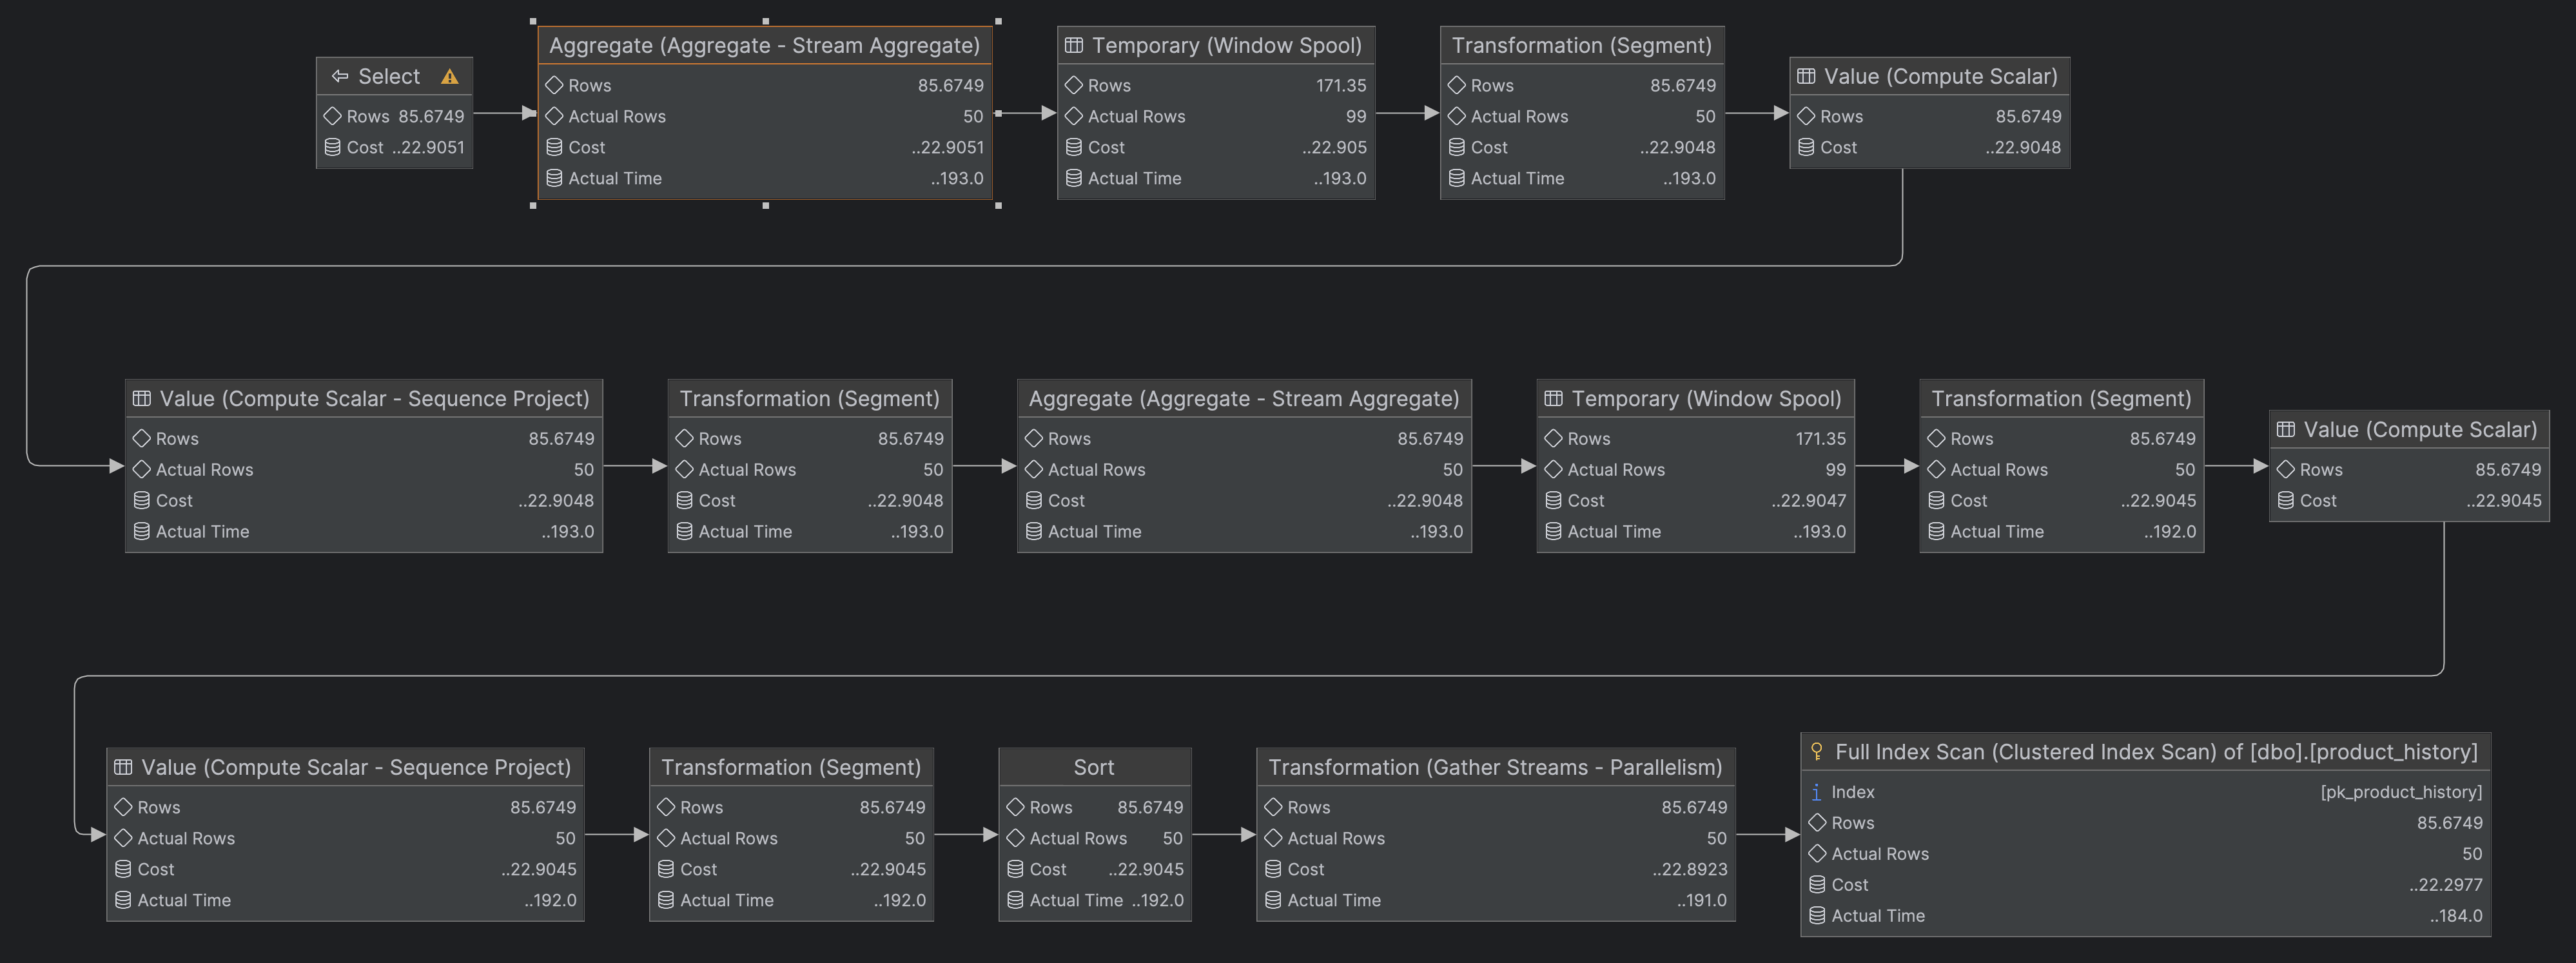 Select
Rows 85.6749
Cost ..22.9051
Aggregate (Aggregate - Stream Aggregate)
Rows 85.6749
Actual Rows 50
Cost ..22.9051
Actual Time ..193.0
Temporary (Window Spool)
Rows 171.35
Actual Rows 99
Cost ..22.905
Actual Time ..193.0
Transformation (Segment)
Rows 85.6749
Actual Rows 50
Cost ..22.9048
Actual Time ..193.0
Value (Compute Scalar)
Rows 85.6749
Cost ..22.9048
Value (Compute Scalar - Sequence Project)
Rows 85.6749
Actual Rows 50
Cost ..22.9048
Actual Time ..193.0
Transformation (Segment)
Rows 85.6749
Actual Rows 50
Cost ..22.9048
Actual Time ..193.0
Aggregate (Aggregate - Stream Aggregate)
Rows 85.6749
Actual Rows 50
Cost ..22.9048
Actual Time ..193.0
Temporary (Window Spool)
Rows 171.35
Actual Rows 99
Cost ..22.9047
Actual Time ..193.0
Transformation (Segment)
Rows 85.6749
Actual Rows 50
Cost ..22.9045
Actual Time ..192.0
Value (Compute Scalar)
Rows 85.6749
Cost ..22.9045
Value (Compute Scalar - Sequence Project)
Rows 85.6749
Actual Rows 50
Cost ..22.9045
Actual Time ..192.0
Transformation (Segment)
Rows 85.6749
Actual Rows 50
Cost ..22.9045
Actual Time ..192.0
Sort
Rows 85.6749
Actual Rows 50
Cost ..22.9045
Actual Time ..192.0
Transformation (Gather Streams - Parallelism)
Rows 85.6749
Actual Rows 50
Cost ..22.8923
Actual Time ..191.0
Full Index Scan (Clustered Index Scan) of [dbo].[product_history]
Index [pk_product_history]
Rows 85.6749
Actual Rows 50
Cost ..22.2977
Actual Time ..184.0